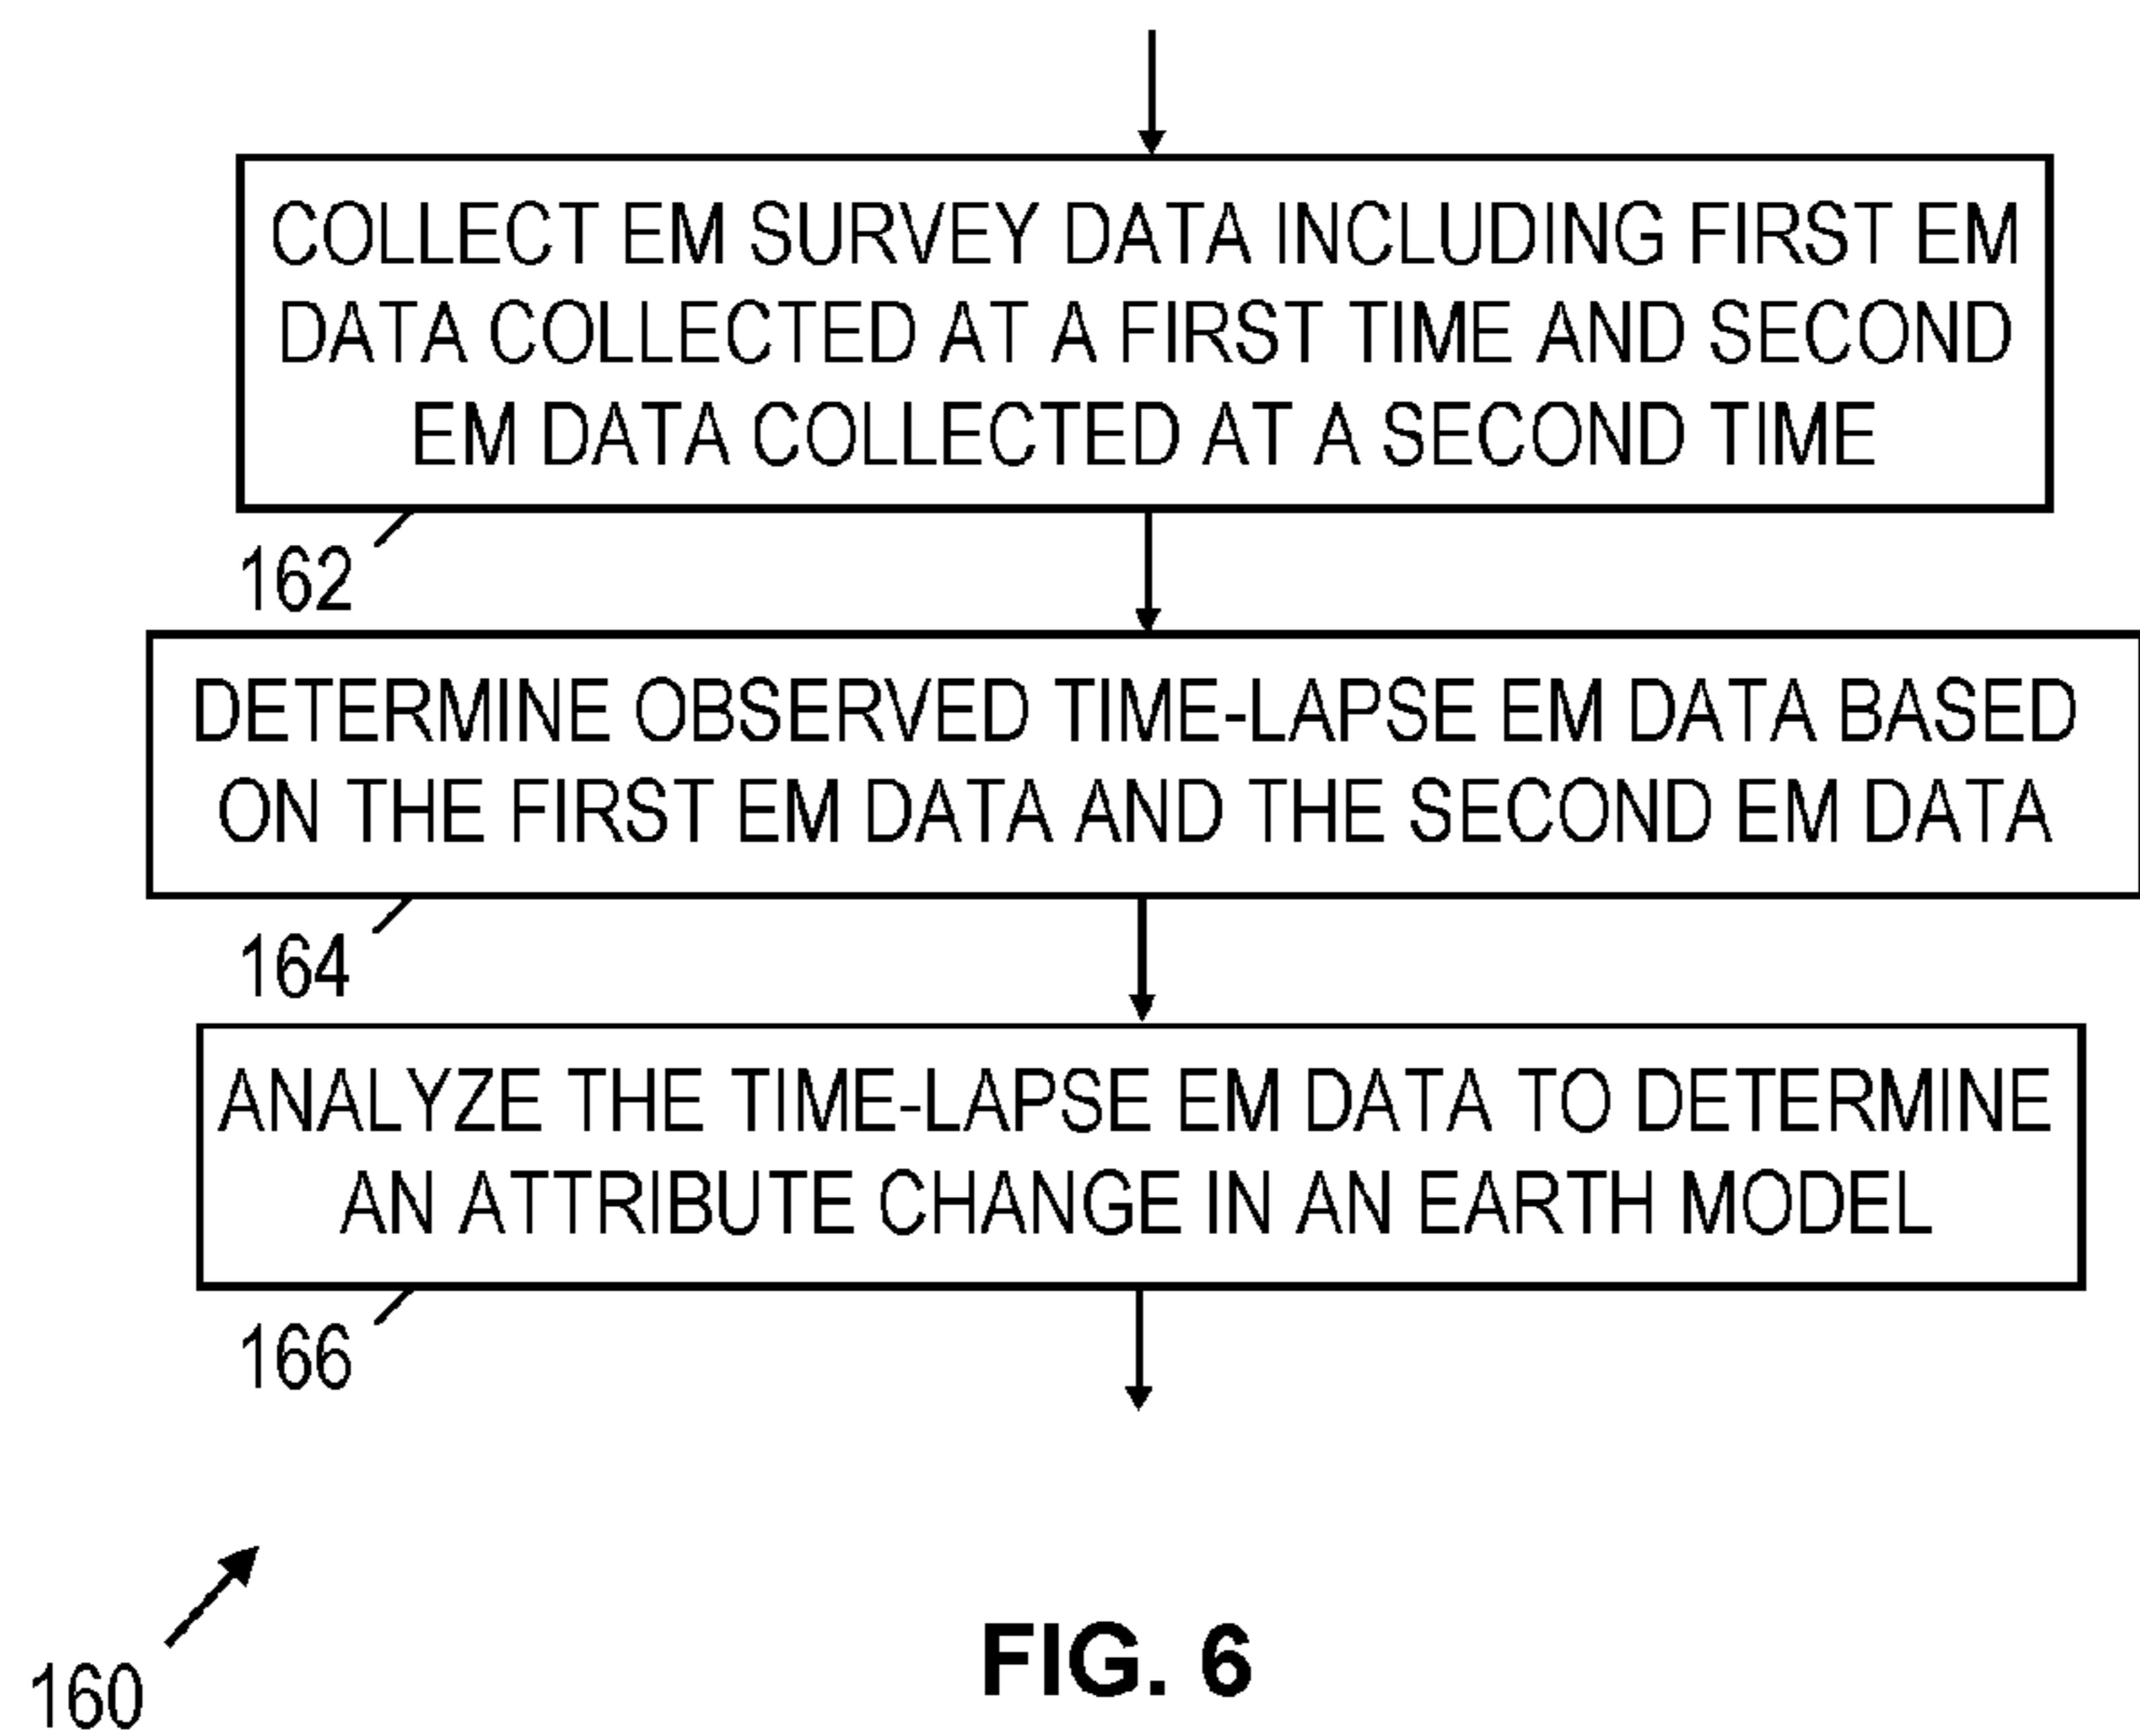 COLLECT EM SURVEY DATA INCLUDING FIRST EM
DATA COLLECTED AT A FIRST TIME AND SECOND
EM DATA COLLECTED AT A SECOND TIME
162
DETERMINE OBSERVED TIME-LAPSE EM DATA BASED
ON THE FIRST EM DATA AND THE SECOND EM DATA
164
ANALYZE THE TIME-LAPSE EM DATA TO DETERMINE
AN ATTRIBUTE CHANGE IN AN EARTH MODEL
166
160
FIG. 6